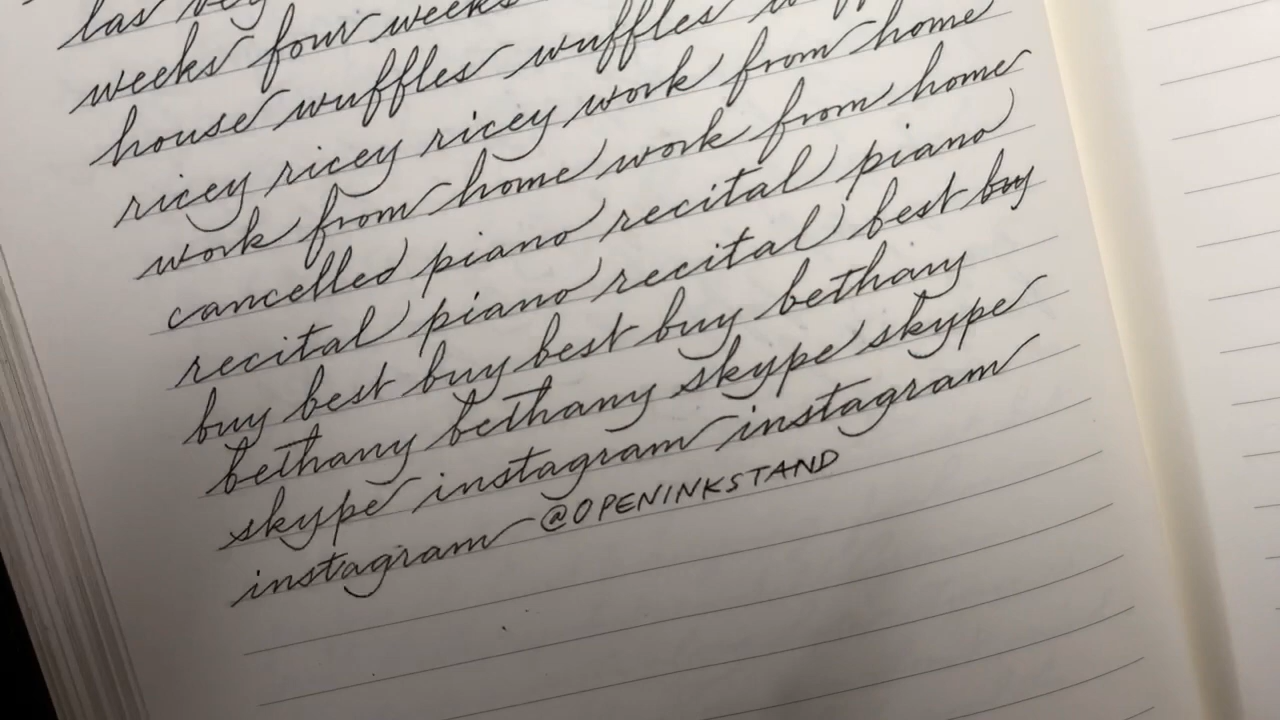 las
weeks four weeks
house wuffles wuffles
ricey ricey ricey work from home
work from home work from home
cancelled piano recital piano
recital piano recital best buy
buy best buy best buy bethany
bethany bethany skype skype
skype instagram instagram
instagram @OPENINKSTAND